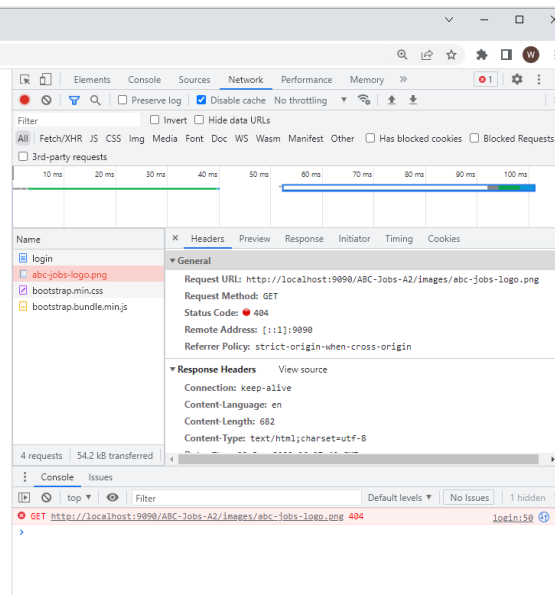 W
Elements Console Sources Network Performance Memory » 1
Preserve log Disable cache No throttling
Filter Invert Hide data URLs
All Fetch/XHR JS CSS Img Media Font Doc WS Wasm Manifest Other Has blocked cookies Blocked Requests
3rd-party requests
10 ms 20 ms 30 ms 40 ms 50 ms 60 ms 70 ms 80 ms 90 ms 100 ms
Name × Headers Preview Response Initiator Timing Cookies
login
abc-jobs-logo.png
bootstrap.min.css
bootstrap.bundle.min.js
General
Request URL: http://localhost:9090/ABC-Jobs-A2/images/abc-jobs-logo.png
Request Method: GET
Status Code: 404
Remote Address: [::1]:9090
Referrer Policy: strict-origin-when-cross-origin
Response Headers View source
Connection: keep-alive
Content-Language: en
Content-Length: 682
Content-Type: text/html;charset=utf-8
4 requests 54.2 kB transferred
Console Issues
top Filter Default levels No Issues 1 hidden
GET http://localhost:9090/ABC-Jobs-A2/images/abc-jobs-logo.png 404 login:50
>